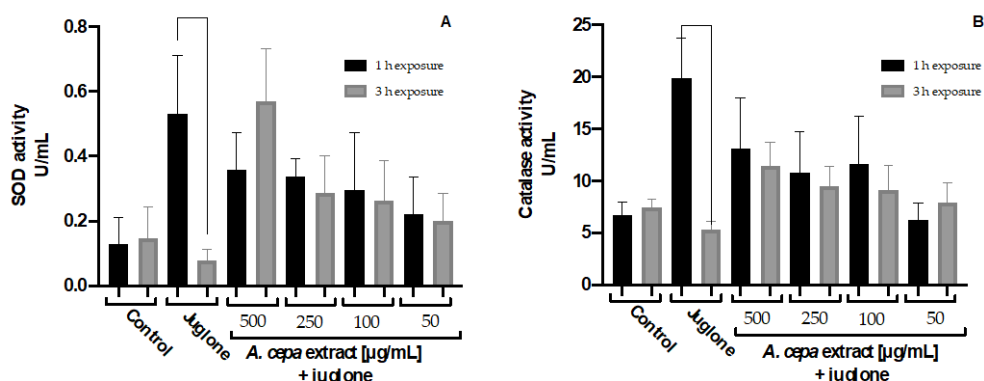 A
0.8
0.6
0.4
0.2
0.0
SOD activity
U/mL
1 h exposure
3 h exposure
Control
Juglone
500
250
100
50
A. cepa extract [µg/mL]
+ juglone
B
25
20
15
10
5
0
Catalase activity
U/mL
1 h exposure
3 h exposure
Control
Juglone
500
250
100
50
A. cepa extract [µg/mL]
+ juglone